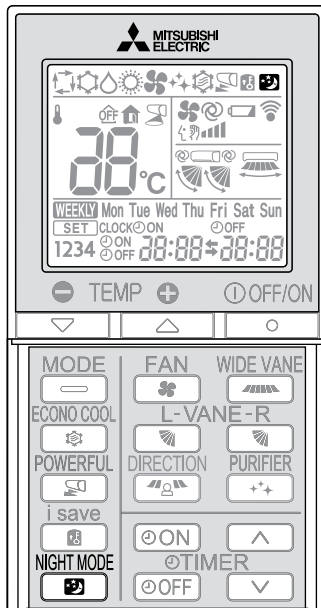 MITSUBISHI
ELECTRIC
OFF
88°C
WEEKLY Mon Tue Wed Thu Fri Sat Sun
SET CLOCK ON OFF
1234 ON OFF 88:88 88:88
TEMP OFF/ON
MODE FAN WIDE VANE
ECONO COOL L-VANE-R
POWERFUL DIRECTION PURIFIER
i save
ON
NIGHT MODE TIMER
OFF